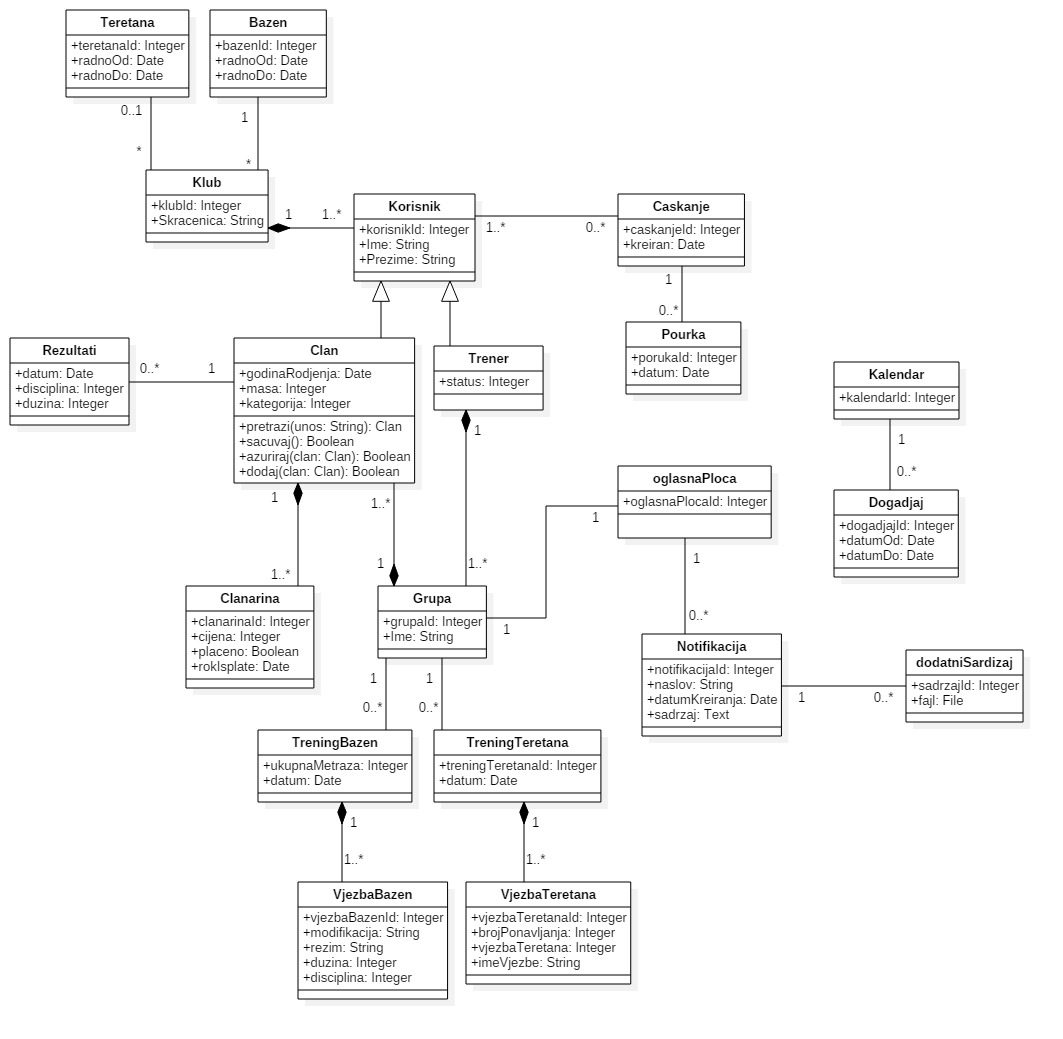 Teretana
+teretanaId: Integer
+radnoOd: Date
+radnoDo: Date
Bazen
+bazenId: Integer
+radnoOd: Date
+radnoDo: Date
0..1
*
1
*
Klub
+klubId: Integer
+Skracenica: String
1
1..*
Korisnik
+korisnikId: Integer
+Ime: String
+Prezime: String
1..*
0..*
Caskanje
+caskanjeId: Integer
+kreiran: Date
1
0..*
Pourka
+porukaId: Integer
+datum: Date
Rezultati
+datum: Date
+disciplina: Integer
+duzina: Integer
0..*
1
Clan
+godinaRodjenja: Date
+masa: Integer
+kategorija: Integer
+pretrazi(unos: String): Clan
+sacuvaj(): Boolean
+azuriraj(clan: Clan): Boolean
+dodaj(clan: Clan): Boolean
Trener
+status: Integer
1
1..*
Kalendar
+kalendarId: Integer
1
0..*
Dogadjaj
+dogadjajId: Integer
+datumOd: Date
+datumDo: Date
oglasnaPloca
+oglasnaPlocaId: Integer
1
1
1
0..*
1
1..*
1..*
1
Clanarina
+clanarinaId: Integer
+cijena: Integer
+placeno: Boolean
+rokIsplate: Date
Grupa
+grupaId: Integer
+Ime: String
1
0..*
1
0..*
Notifikacija
+notifikacijaId: Integer
+naslov: String
+datumKreiranja: Date
+sadrzaj: Text
1
0..*
dodatniSardizaj
+sadrzajId: Integer
+fajl: File
TreningBazen
+ukupnaMetraza: Integer
+datum: Date
TreningTeretana
+treningTeretanaId: Integer
+datum: Date
1
1..*
1
1..*
VjezbaBazen
+vjezbaBazenId: Integer
+modifikacija: String
+rezim: String
+duzina: Integer
+disciplina: Integer
VjezbaTeretana
+vjezbaTeretanaId: Integer
+brojPonavljanja: Integer
+vjezbaTeretana: Integer
+imeVjezbe: String